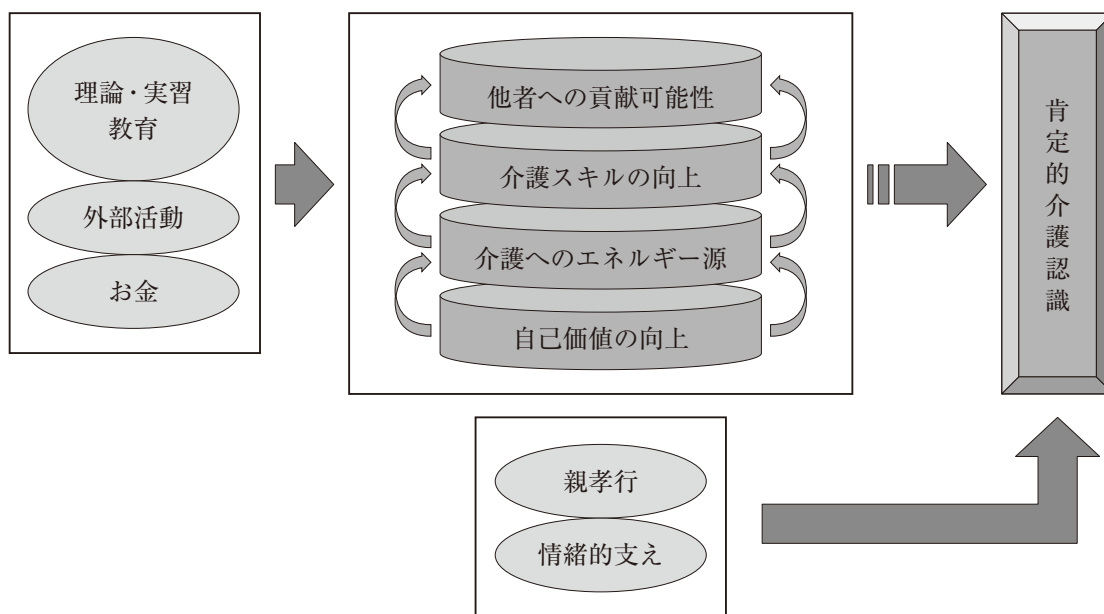 理論・実習
教育
外部活動
お金
他者への貢献可能性
介護スキルの向上
介護へのエネルギー源
自己価値の向上
肯定的介護認識
親孝行
情緒的支え